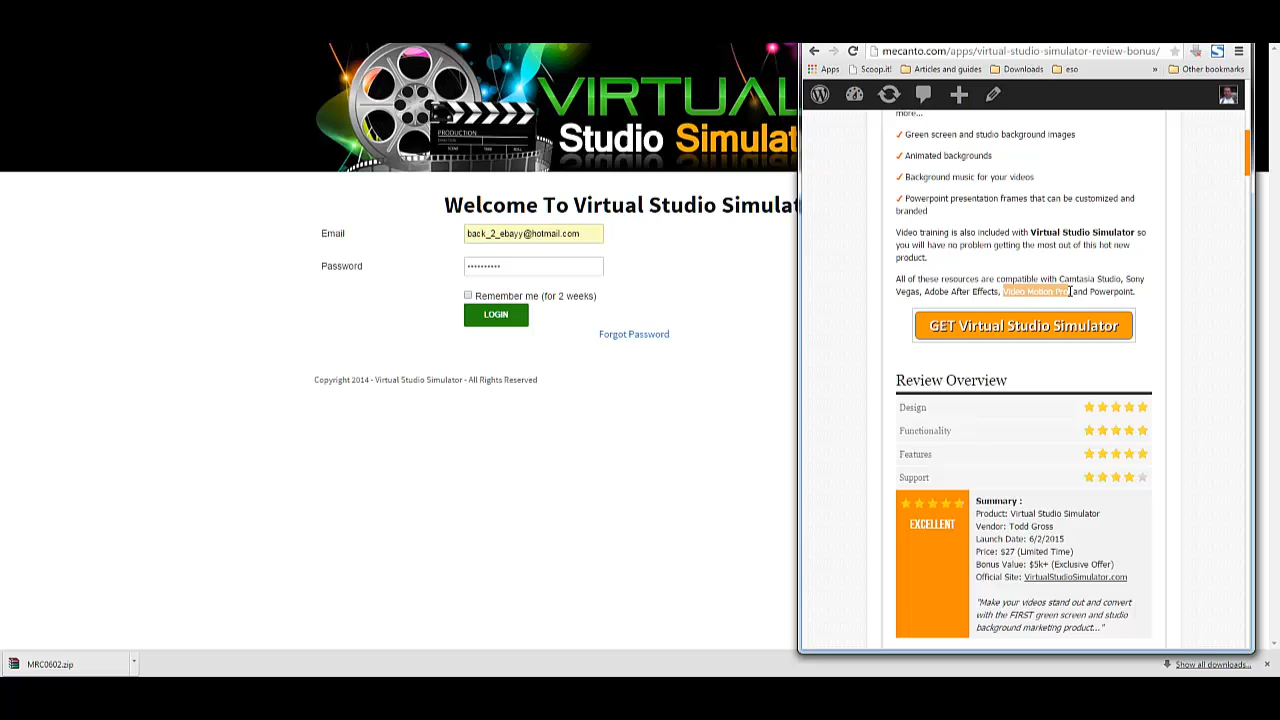 VIRTUAL
Studio Simulat
PRODUCTION
Welcome To Virtual Studio Simulat
Email
back_2_ebayy@hotmail.com
Password
••••••••••
Remember me (for 2 weeks)
LOGIN
Forgot Password
Copyright 2014 - Virtual Studio Simulator - All Rights Reserved
MRC0602.zip
Show all downloads...
mecanto.com/apps/virtual-studio-simulator-review-bonus/
Apps Scoop.it! Articles and guides Downloads eso » Other bookmarks
more...
✓ Green screen and studio background images
✓ Animated backgrounds
✓ Background music for your videos
✓ Powerpoint presentation frames that can be customized and
branded
Video training is also included with Virtual Studio Simulator so
you will have no problem getting the most out of this hot new
product.
All of these resources are compatible with Camtasia Studio, Sony
Vegas, Adobe After Effects, Video Motion Pro and Powerpoint.
GET Virtual Studio Simulator
Review Overview
Design
Functionality
Features
Support
EXCELLENT
Summary :
Product: Virtual Studio Simulator
Vendor: Todd Gross
Launch Date: 6/2/2015
Price: $27 (Limited Time)
Bonus Value: $5k+ (Exclusive Offer)
Official Site: VirtualStudioSimulator.com
"Make your videos stand out and convert
with the FIRST green screen and studio
background marketing product..."